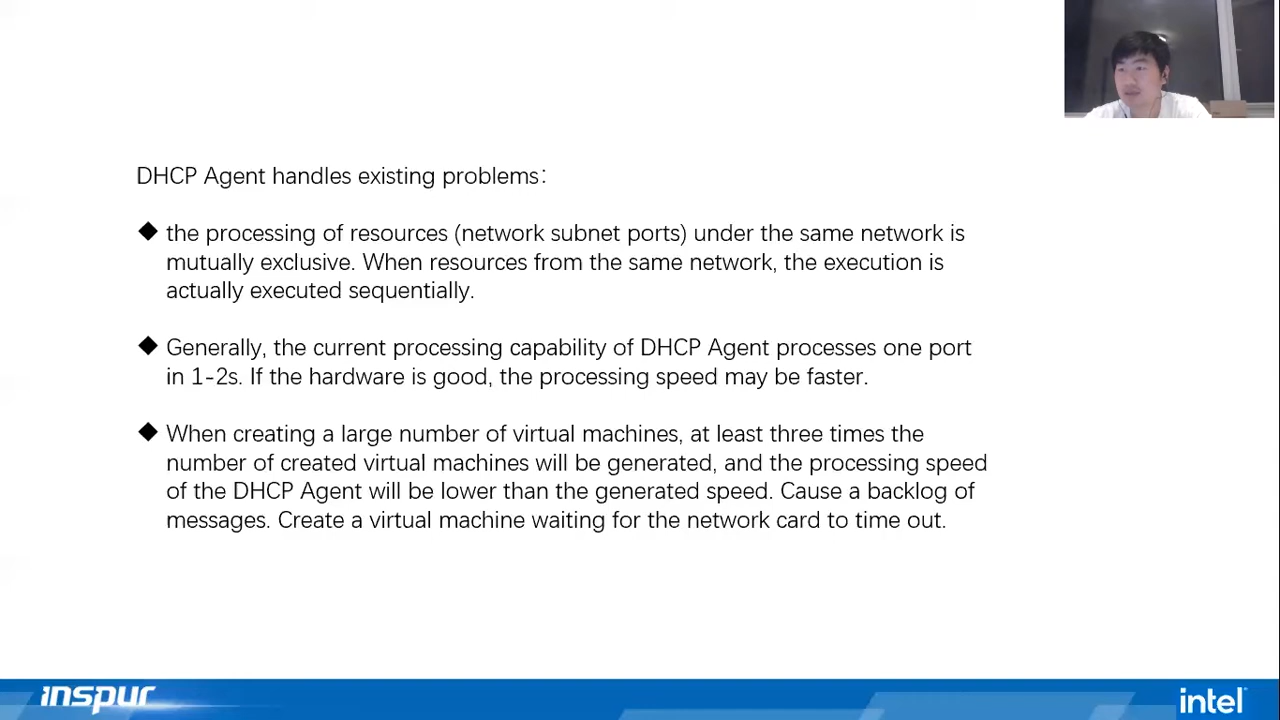 DHCP Agent handles existing problems:
◆ the processing of resources (network subnet ports) under the same network is
mutually exclusive. When resources from the same network, the execution is
actually executed sequentially.
◆ Generally, the current processing capability of DHCP Agent processes one port
in 1-2s. If the hardware is good, the processing speed may be faster.
◆ When creating a large number of virtual machines, at least three times the
number of created virtual machines will be generated, and the processing speed
of the DHCP Agent will be lower than the generated speed. Cause a backlog of
messages. Create a virtual machine waiting for the network card to time out.
inspur
intel